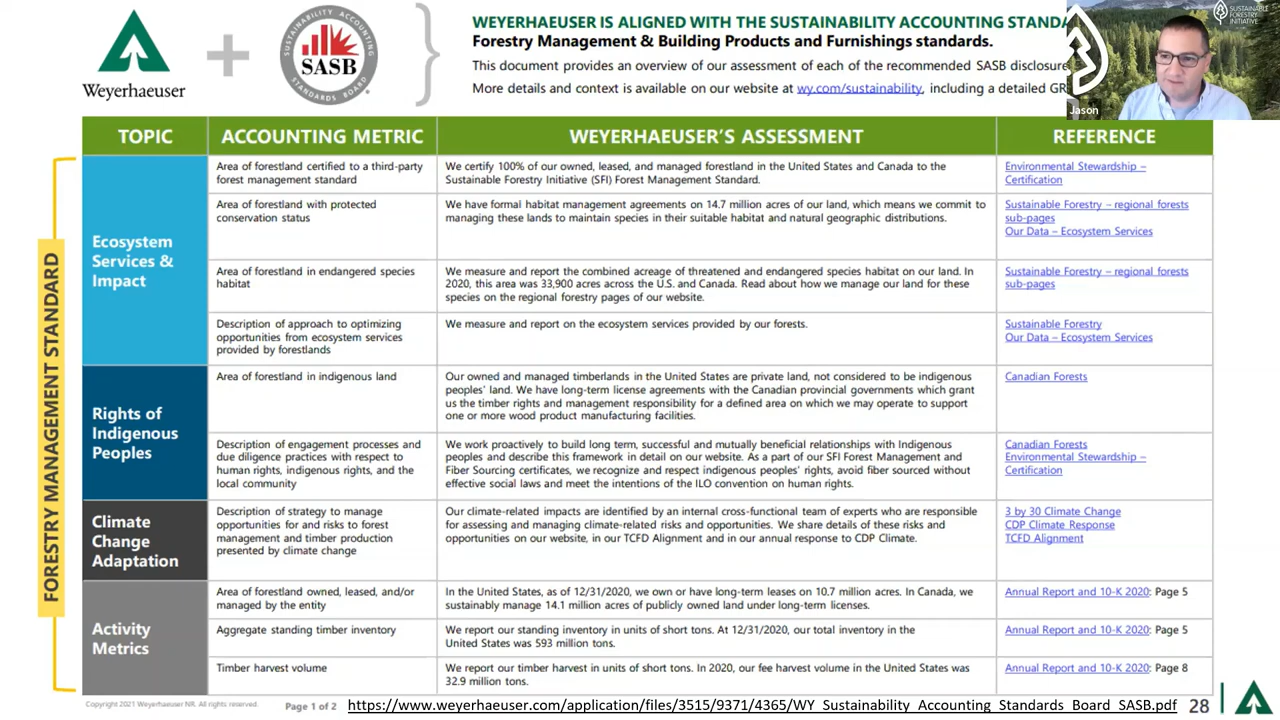 WEYERHAEUSER IS ALIGNED WITH THE SUSTAINABILITY ACCOUNTING STANDA
Forestry Management & Building Products and Furnishings standards.
This document provides an overview of our assessment of each of the recommended SASB disclosure
More details and context is available on our website at wy.com/sustainability, including a detailed GR
Weyerhaeuser
+
SUSTAINABILITY ACCOUNTING
SASB
STANDARDS BOARD
SUSTAINABLE
FORESTRY
INITIATIVE
Jason
TOPIC
ACCOUNTING METRIC
WEYERHAEUSER'S ASSESSMENT
REFERENCE
FORESTRY MANAGEMENT STANDARD
Ecosystem
Services &
Impact
Area of forestland certified to a third-party
forest management standard
We certify 100% of our owned, leased, and managed forestland in the United States and Canada to the
Sustainable Forestry Initiative (SFI) Forest Management Standard.
Environmental Stewardship –
Certification
Area of forestland with protected
conservation status
We have formal habitat management agreements on 14.7 million acres of our land, which means we commit to
managing these lands to maintain species in their suitable habitat and natural geographic distributions.
Sustainable Forestry – regional forests
sub-pages
Our Data – Ecosystem Services
Area of forestland in endangered species
habitat
We measure and report the combined acreage of threatened and endangered species habitat on our land. In
2020, this area was 33,900 acres across the U.S. and Canada. Read about how we manage our land for these
species on the regional forestry pages of our website.
Sustainable Forestry – regional forests
sub-pages
Description of approach to optimizing
opportunities from ecosystem services
provided by forestlands
We measure and report on the ecosystem services provided by our forests.
Sustainable Forestry
Our Data – Ecosystem Services
Rights of
Indigenous
Peoples
Area of forestland in indigenous land
Our owned and managed timberlands in the United States are private land, not considered to be indigenous
peoples' land. We have long-term license agreements with the Canadian provincial governments which grant
us the timber rights and management responsibility for a defined area on which we may operate to support
one or more wood product manufacturing facilities.
Canadian Forests
Description of engagement processes and
due diligence practices with respect to
human rights, indigenous rights, and the
local community
We work proactively to build long term, successful and mutually beneficial relationships with Indigenous
peoples and describe this framework in detail on our website. As a part of our SFI Forest Management and
Fiber Sourcing certificates, we recognize and respect indigenous peoples' rights, avoid fiber sourced without
effective social laws and meet the intentions of the ILO convention on human rights.
Canadian Forests
Environmental Stewardship –
Certification
Climate
Change
Adaptation
Description of strategy to manage
opportunities for and risks to forest
management and timber production
presented by climate change
Our climate-related impacts are identified by an internal cross-functional team of experts who are responsible
for assessing and managing climate-related risks and opportunities. We share details of these risks and
opportunities on our website, in our TCFD Alignment and in our annual response to CDP Climate.
3 by 30 Climate Change
CDP Climate Response
TCFD Alignment
Activity
Metrics
Area of forestland owned, leased, and/or
managed by the entity
In the United States, as of 12/31/2020, we own or have long-term leases on 10.7 million acres. In Canada, we
sustainably manage 14.1 million acres of publicly owned land under long-term licenses.
Annual Report and 10-K 2020: Page 5
Aggregate standing timber inventory
We report our standing inventory in units of short tons. At 12/31/2020, our total inventory in the
United States was 593 million tons.
Annual Report and 10-K 2020: Page 5
Timber harvest volume
We report our timber harvest in units of short tons. In 2020, our fee harvest volume in the United States was
32.9 million tons.
Annual Report and 10-K 2020: Page 8
Copyright 2021 Weyerhaeuser NR. All rights reserved.
Page 1 of 2
https://www.weyerhaeuser.com/application/files/3515/9371/4365/WY_Sustainability_Accounting_Standards_Board_SASB.pdf
28